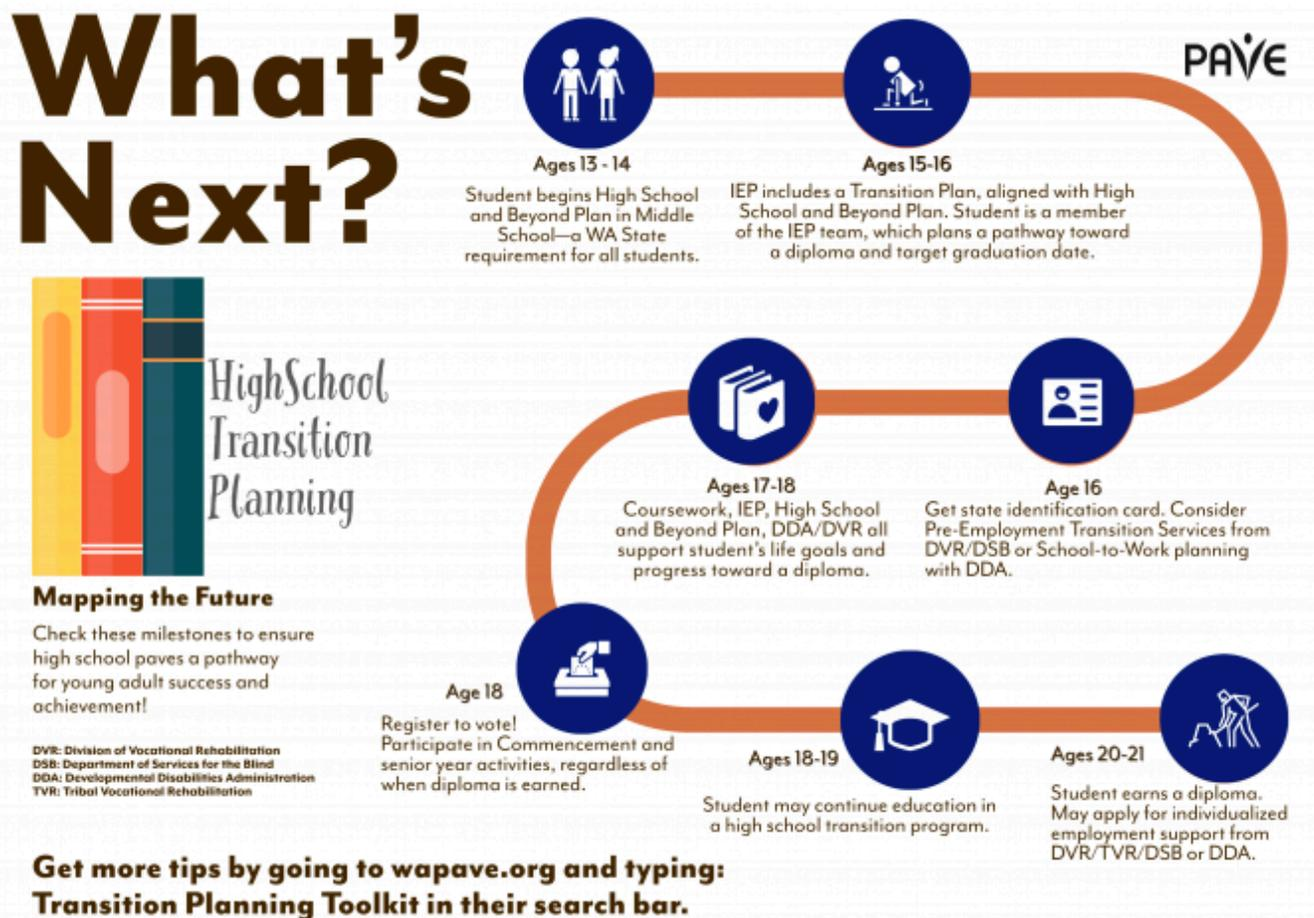 What's
Next?
PAVE
Ages 13 - 14
Student begins High School
and Beyond Plan in Middle
School—a WA State
requirement for all students.
Ages 15-16
IEP includes a Transition Plan, aligned with High
School and Beyond Plan. Student is a member
of the IEP team, which plans a pathway toward
a diploma and target graduation date.
HighSchool
Transition
Planning
Age 16
Get state identification card. Consider
Pre-Employment Transition Services from
DVR/DSB or School-to-Work planning
with DDA.
Ages 17-18
Coursework, IEP, High School
and Beyond Plan, DDA/DVR all
support student's life goals and
progress toward a diploma.
Mapping the Future
Check these milestones to ensure
high school paves a pathway
for young adult success and
achievement!
DVR: Division of Vocational Rehabilitation
DSB: Department of Services for the Blind
DDA: Developmental Disabilities Administration
TVR: Tribal Vocational Rehabilitation
Age 18
Register to vote!
Participate in Commencement and
senior year activities, regardless of
when diploma is earned.
Ages 18-19
Student may continue education in
a high school transition program.
Ages 20-21
Student earns a diploma.
May apply for individualized
employment support from
DVR/TVR/DSB or DDA.
Get more tips by going to wapave.org and typing:
Transition Planning Toolkit in their search bar.